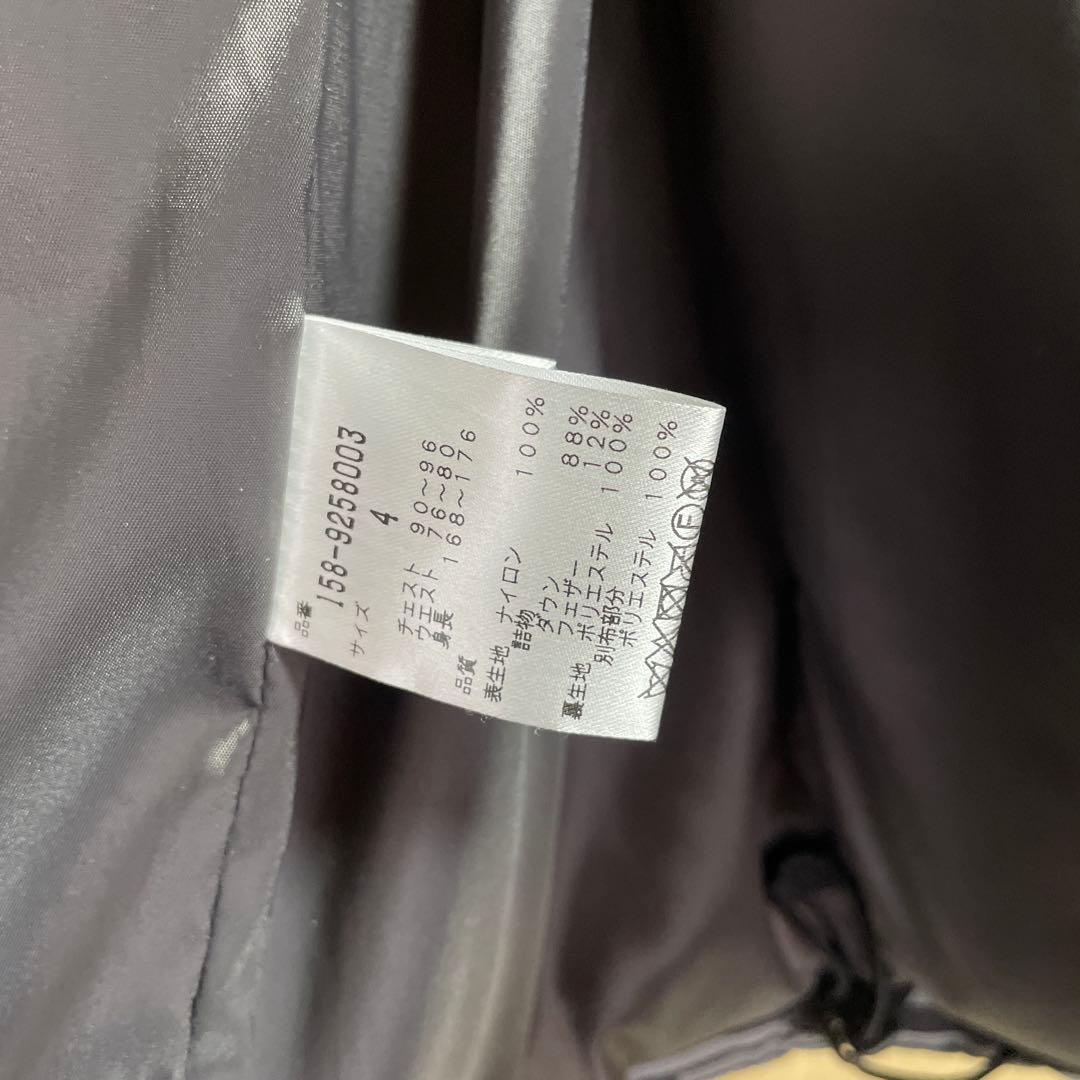 品番
158-9258003
サイズ 4
チェスト 90~96
ウエスト 76~80
身長 168~176
品質
表生地 ナイロン 100%
詰物
ダウン 88%
フェザー 12%
裏生地 ポリエステル 100%
別布部分
ポリエステル 100%
F